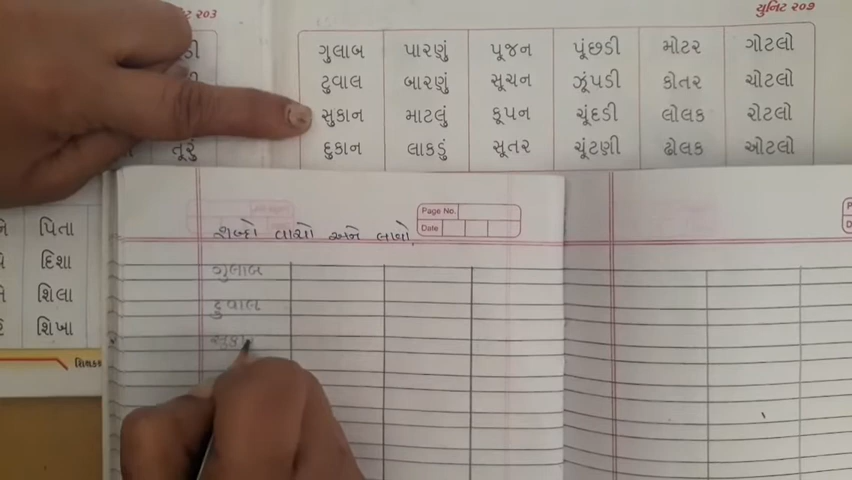 યુનિટ ૨૦૭
ગુલાબ પારણું પૂજન પૂંછડી મોટર ગોટલો
ટુવાલ બારણું સૂચન ઝૂંપડી કોતર ચોટલો
સુકાન માટલું કૂપન ચૂંદડી લોલક રોટલો
દુકાન લાકડું સૂતર ચૂંટણી ઢોલક ઓટલો
૨૦૩
તૂરું
પિતા
દિશા
શિલા
શિખા
Page No.
Date
શબ્દો વાચો અને લખો.
ગુલાબ
ટુવાલ
સુકાન